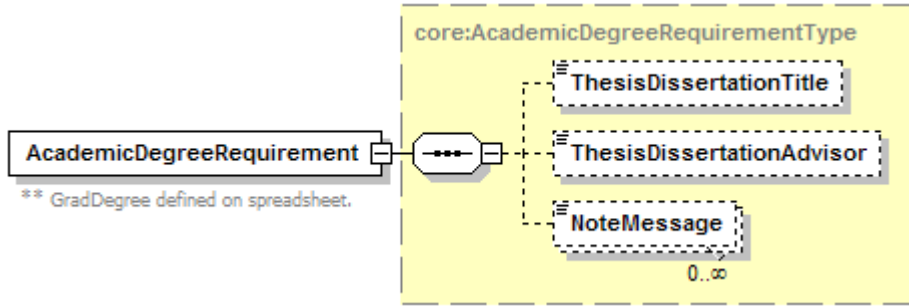 core:AcademicDegreeRequirementType
ThesisDissertationTitle
AcademicDegreeRequirement
ThesisDissertationAdvisor
** GradDegree defined on spreadsheet.
NoteMessage
0..∞